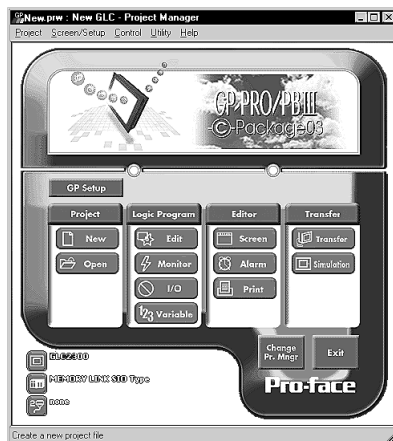 New.prw : New GLC - Project Manager
Project Screen/Setup Control Utility Help
GP-PRO/PBIII
-C-Package03
GP Setup
Project Logic Program Editor Transfer
New Edit Screen Transfer
Open Monitor Alarm Simulation
I/O Print
Variable
GLC2300
MEMORY LINK SIO Type
none
Change Pr. Mngr
Exit
Pro-face
Create a new project file